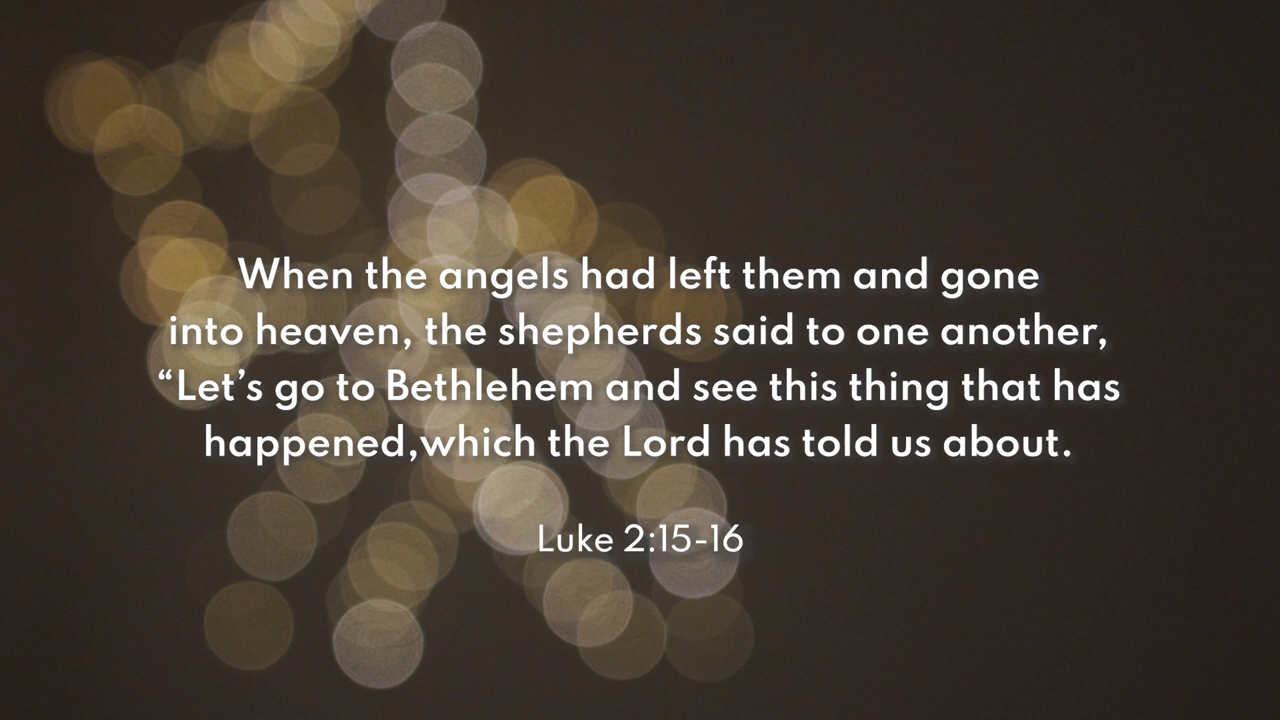 When the angels had left them and gone
into heaven, the shepherds said to one another,
“Let’s go to Bethlehem and see this thing that has
happened,which the Lord has told us about.
Luke 2:15-16